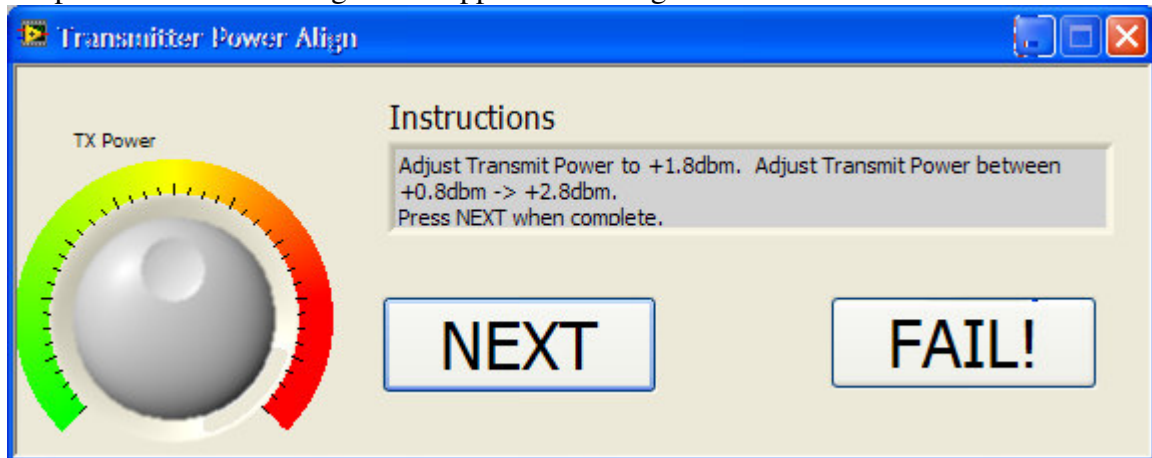 Transmitter Power Align
TX Power
Instructions
Adjust Transmit Power to +1.8dbm.  Adjust Transmit Power between
+0.8dbm -> +2.8dbm.
Press NEXT when complete.
NEXT
FAIL!